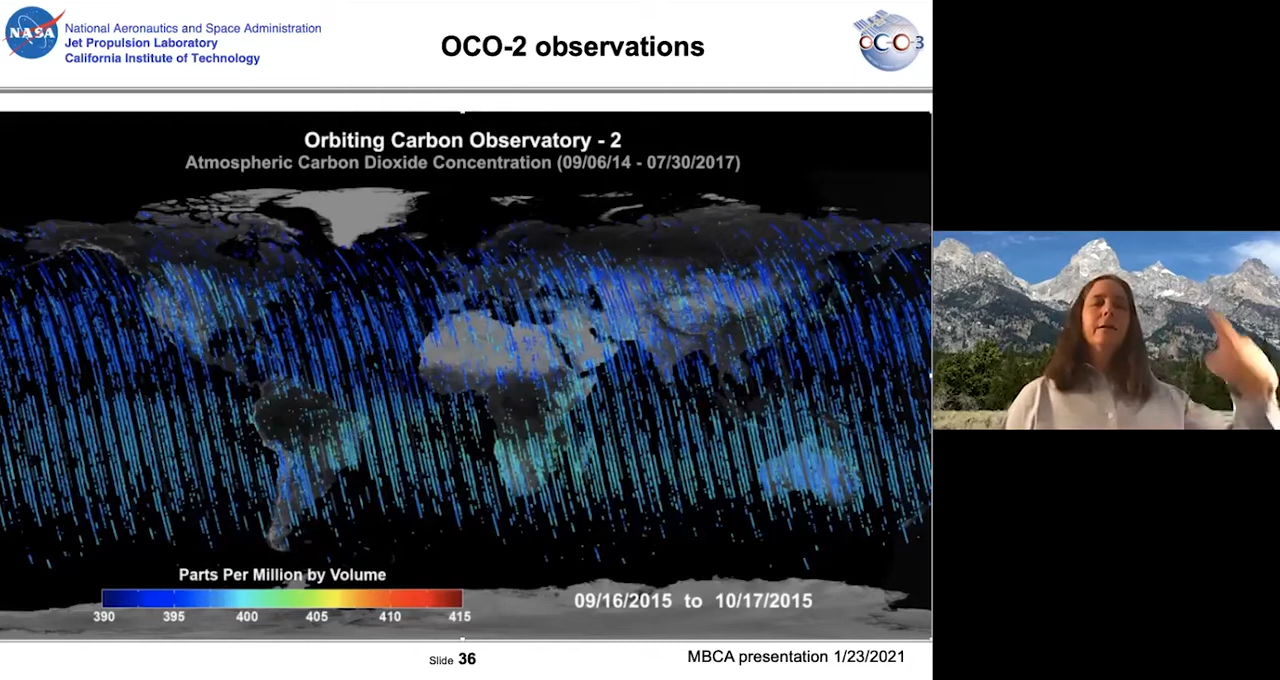 NASA
National Aeronautics and Space Administration
Jet Propulsion Laboratory
California Institute of Technology
OCO-2 observations
OCO-3
Orbiting Carbon Observatory - 2
Atmospheric Carbon Dioxide Concentration (09/06/14 - 07/30/2017)
Parts Per Million by Volume
390 395 400 405 410 415
09/16/2015 to 10/17/2015
Slide 36
MBCA presentation 1/23/2021